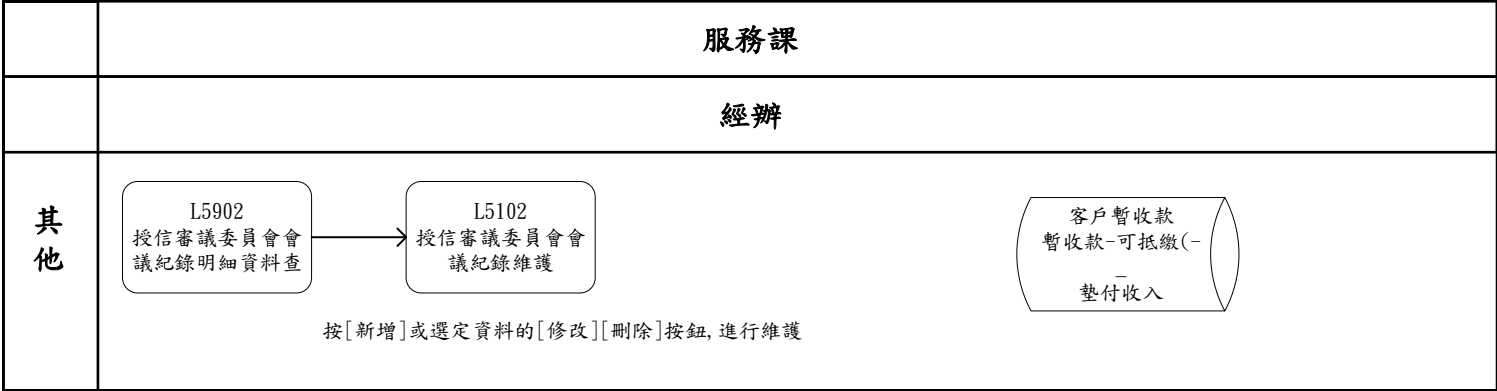 服務課
經辦
其
他
L5902
授信審議委員會會
議紀錄明細資料查
L5102
授信審議委員會會
議紀錄維護
客戶暫收款
暫收款-可抵繳(-
_
墊付收入
按[新增]或選定資料的[修改][刪除]按鈕,進行維護